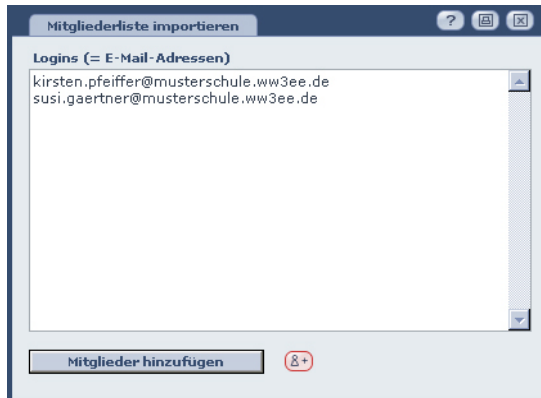 Mitgliederliste importieren
?
Logins (= E-Mail-Adressen)
kirsten.pfeiffer@musterschule.ww3ee.de
susi.gaertner@musterschule.ww3ee.de
Mitglieder hinzufügen